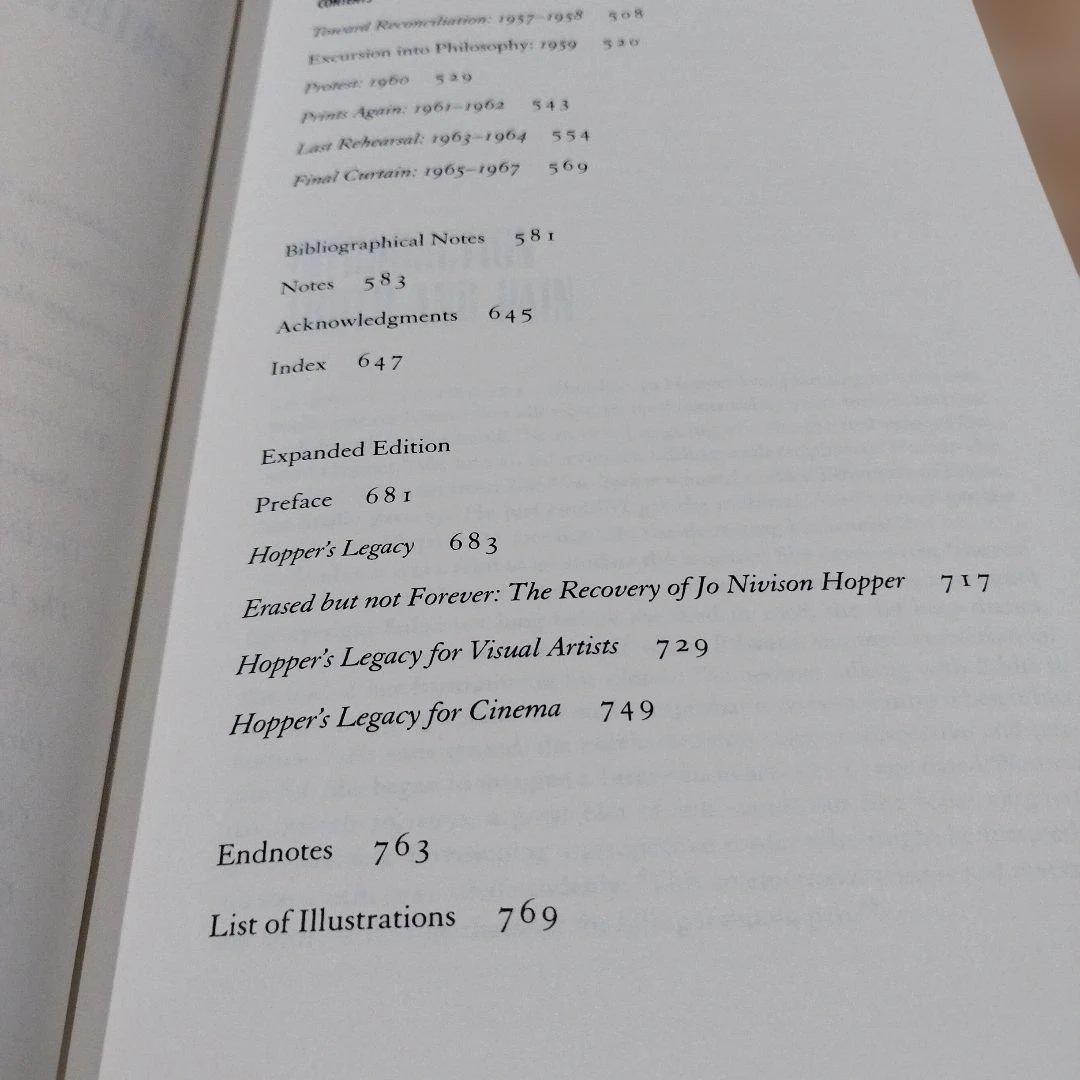 CONTENTS
Toward Reconciliation: 1957–1958 508
Excursion into Philosophy: 1959 520
Protest: 1960 529
Prints Again: 1961–1962 543
Last Rehearsal: 1963–1964 554
Final Curtain: 1965–1967 569
Bibliographical Notes 581
Notes 583
Acknowledgments 645
Index 647
Expanded Edition
Preface 681
Hopper's Legacy 683
Erased but not Forever: The Recovery of Jo Nivison Hopper 717
Hopper's Legacy for Visual Artists 729
Hopper's Legacy for Cinema 749
Endnotes 763
List of Illustrations 769